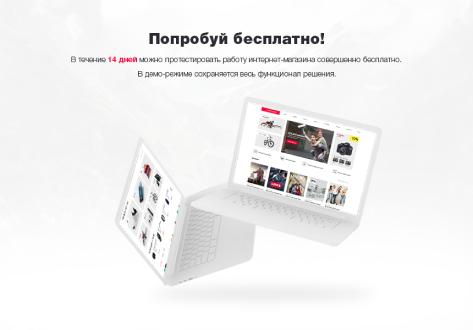 Попробуй бесплатно!
В течение 14 дней можно протестировать работу интернет-магазина совершенно бесплатно.
В демо-режиме сохраняется весь функционал решения.